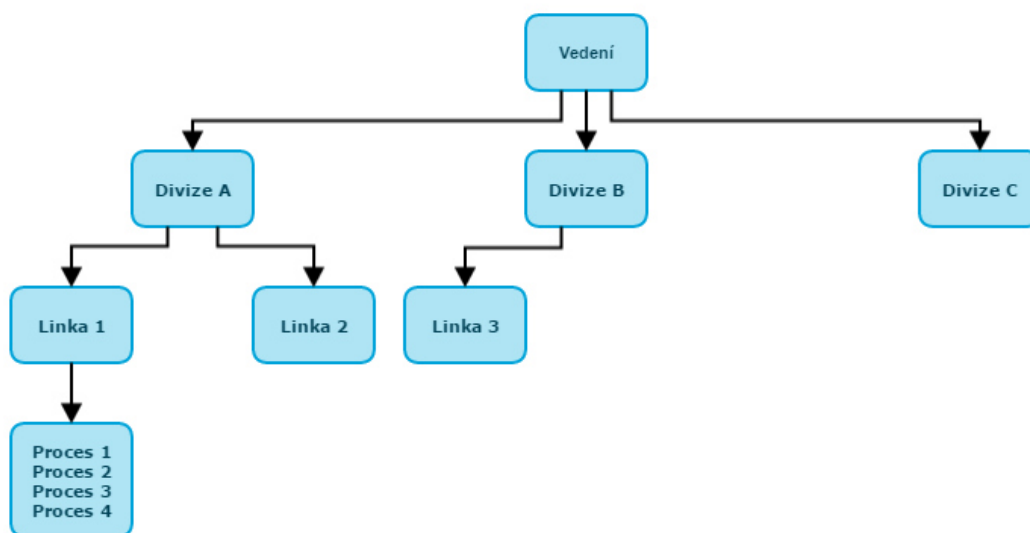 Vedení
Divize A
Divize B
Divize C
Linka 1
Linka 2
Linka 3
Proces 1
Proces 2
Proces 3
Proces 4